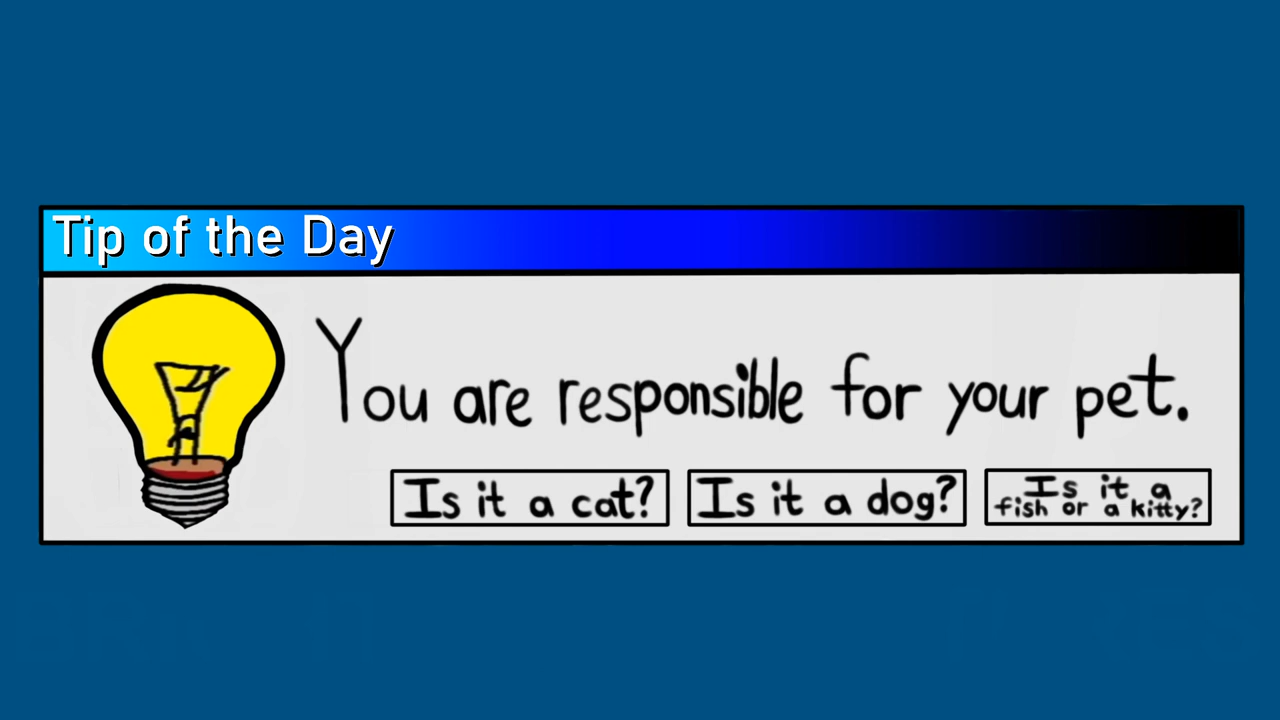 Tip of the Day
You are responsible for your pet.
Is it a cat?
Is it a dog?
Is it a
fish or a kitty?